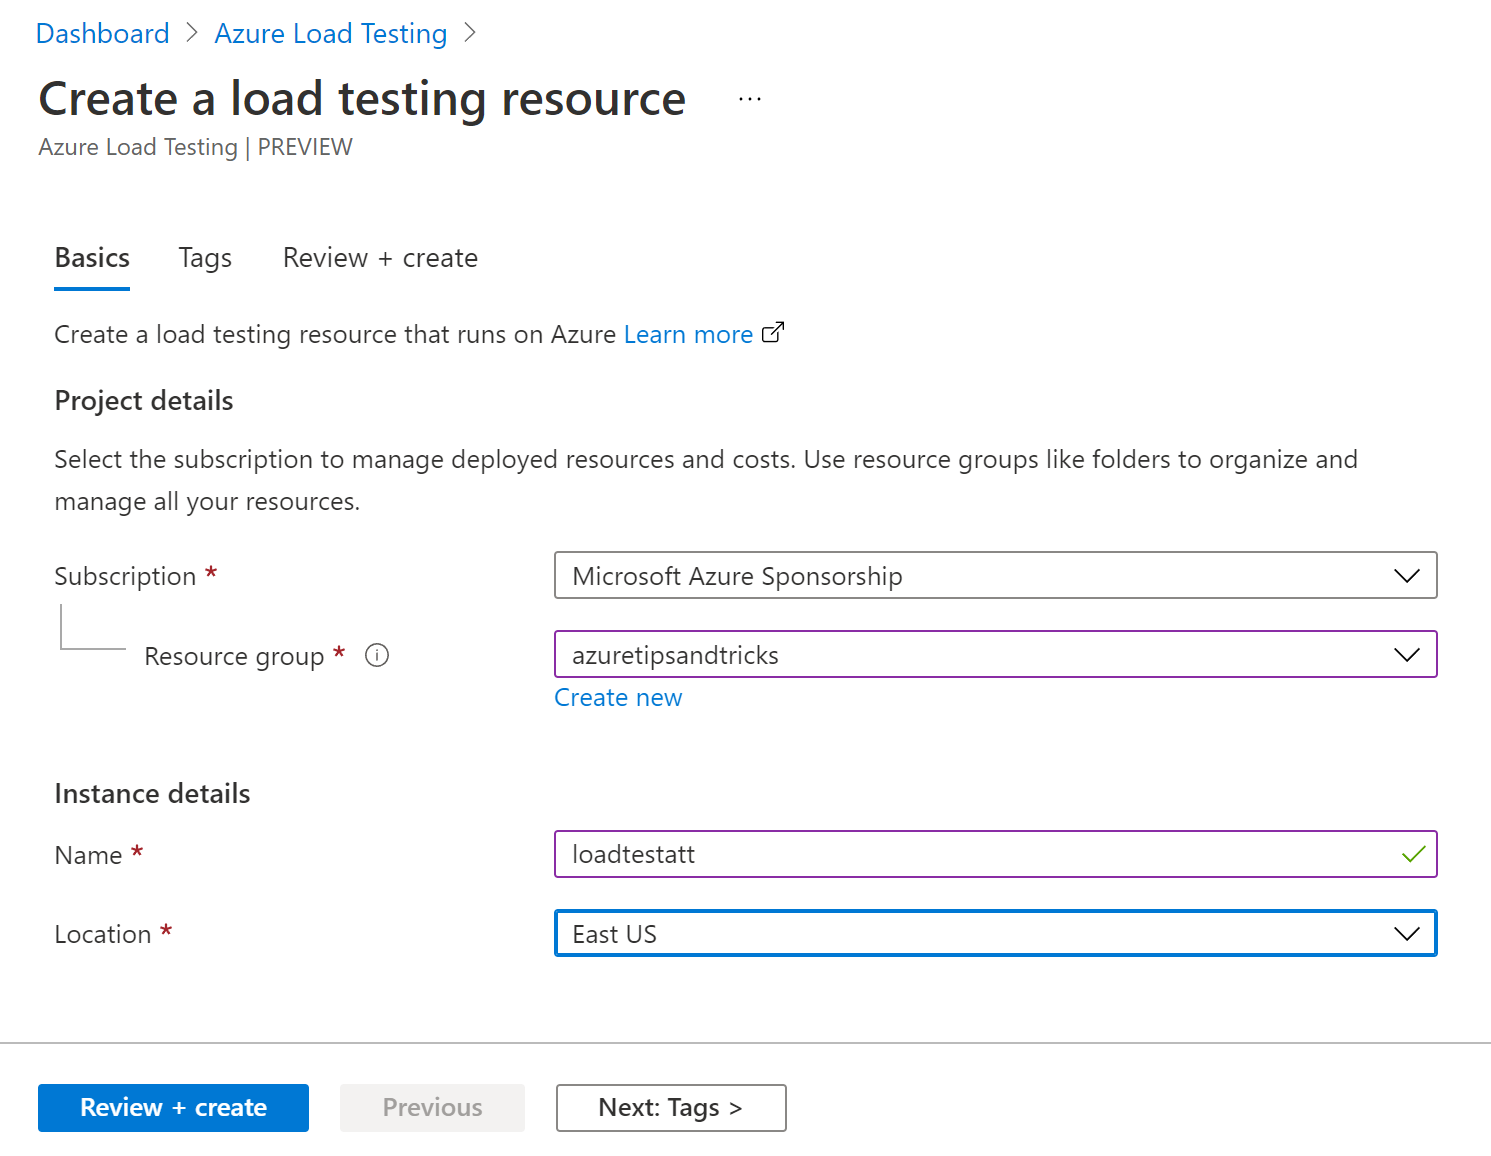 Dashboard > Azure Load Testing >
Create a load testing resource ...
Azure Load Testing | PREVIEW
Basics Tags Review + create
Create a load testing resource that runs on Azure Learn more
Project details
Select the subscription to manage deployed resources and costs. Use resource groups like folders to organize and
manage all your resources.
Subscription * Microsoft Azure Sponsorship
Resource group * azuretipsandtricks
Create new
Instance details
Name * loadtestatt
Location * East US
Review + create Previous Next: Tags >